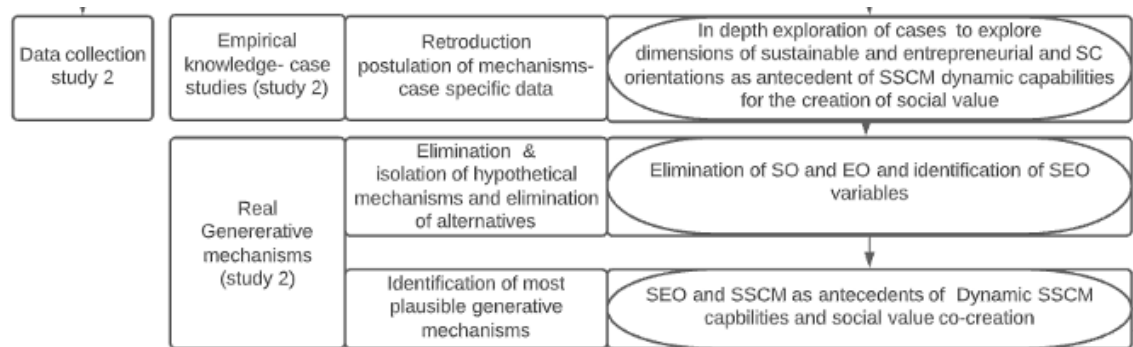 Data collection
study 2
Empirical
knowledge- case
studies (study 2)
Retroduction
postulation of mechanisms-
case specific data
In depth exploration of cases to explore
dimensions of sustainable and entrepreneurial and SC
orientations as antecedent of SSCM dynamic capabilities
for the creation of social value
Real
Genererative
mechanisms
(study 2)
Elimination &
isolation of hypothetical
mechanisms and elimination
of alternatives
Elimination of SO and EO and identification of SEO
variables
Identification of most
plausible generative
mechanisms
SEO and SSCM as antecedents of Dynamic SSCM
capbilities and social value co-creation